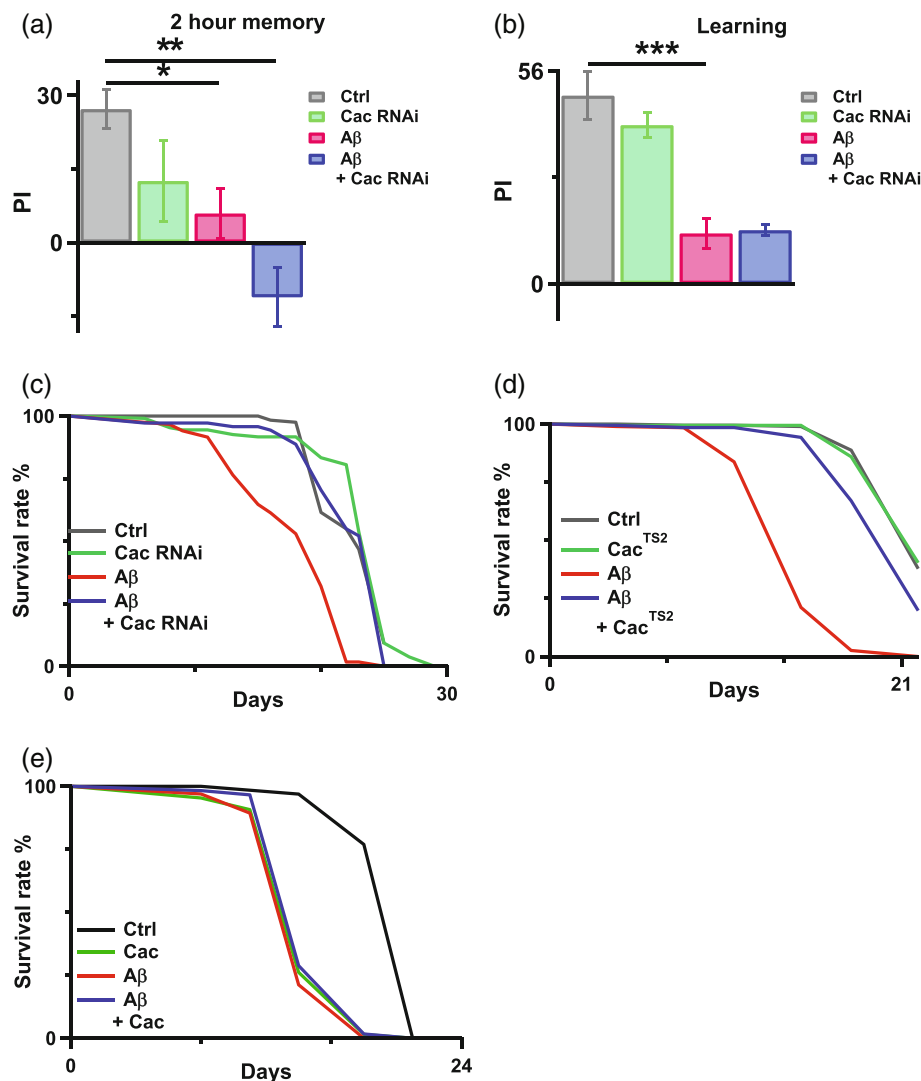 (a)
2 hour memory
**
*
30
0
PI
Ctrl
Cac RNAi
Aβ
Aβ
+ Cac RNAi
(b)
Learning
***
56
0
PI
Ctrl
Cac RNAi
Aβ
Aβ
+ Cac RNAi
(c)
100
0
Survival rate %
Ctrl
Cac RNAi
Aβ
Aβ
+ Cac RNAi
0
Days
30
(d)
100
0
Survival rate %
Ctrl
Cac^TS2
Aβ
Aβ
+ Cac^TS2
0
Days
21
(e)
100
0
Survival rate %
Ctrl
Cac
Aβ
Aβ
+ Cac
0
Days
24